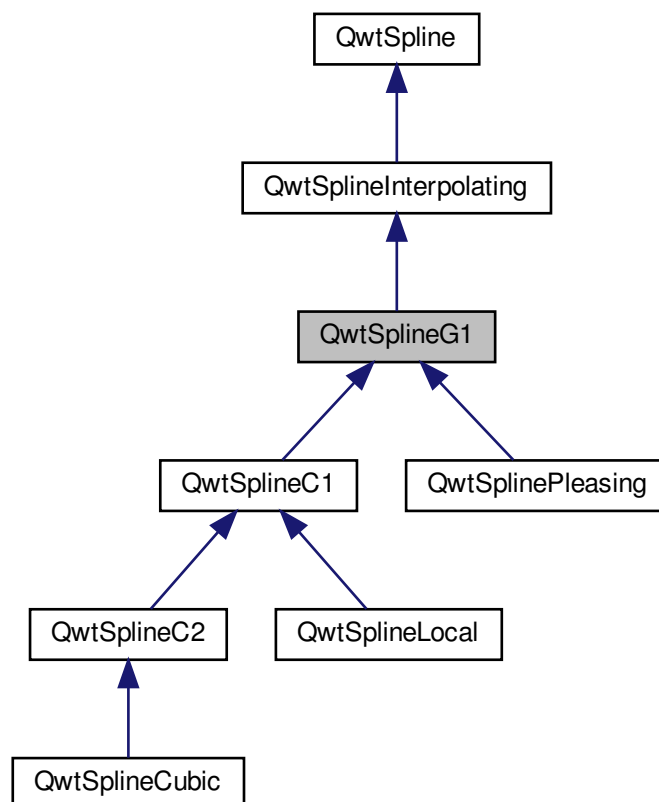 QwtSpline
QwtSplineInterpolating
QwtSplineG1
QwtSplineC1
QwtSplinePleasing
QwtSplineC2
QwtSplineLocal
QwtSplineCubic